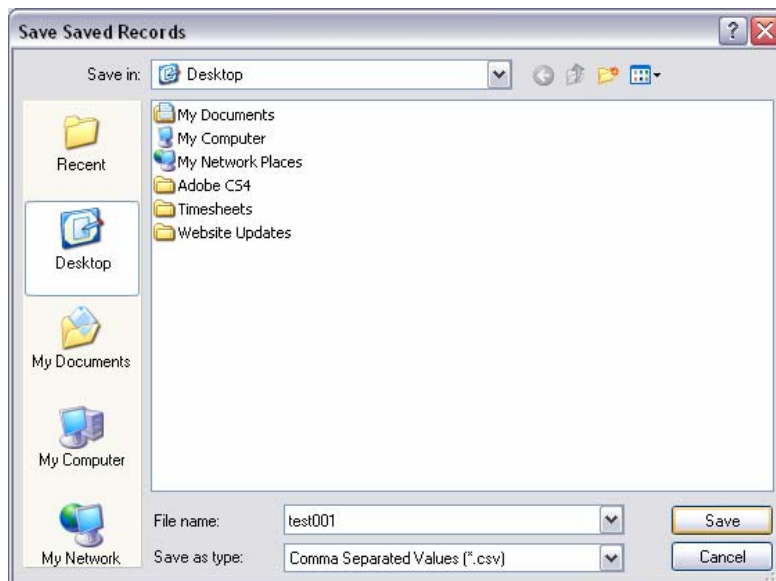 Save Saved Records
Save in:
Desktop
My Documents
My Computer
My Network Places
Adobe CS4
Timesheets
Website Updates
Recent
Desktop
My Documents
My Computer
My Network
File name:
test001
Save
Save as type:
Comma Separated Values (*.csv)
Cancel